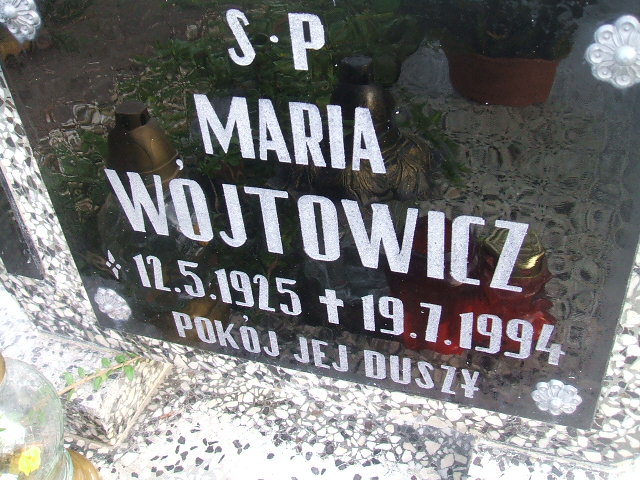 S·P
MARIA
WÓJTOWICZ
12.5.1925 ✝ 19.7.1994
POKÓJ JEJ DUSZY